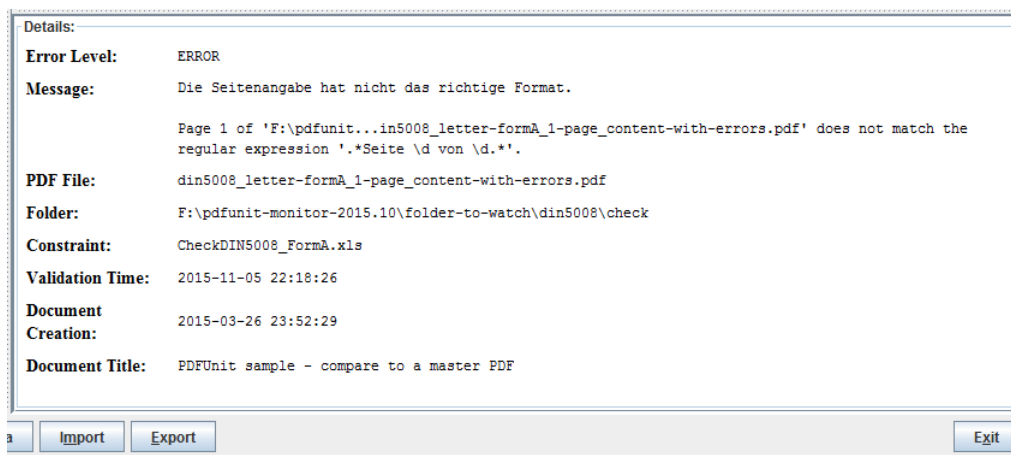 Details:
Error Level: ERROR
Message: Die Seitenangabe hat nicht das richtige Format.
Page 1 of 'F:\pdfunit...in5008_letter-formA_1-page_content-with-errors.pdf' does not match the
regular expression '.*Seite \d von \d.*'.
PDF File: din5008_letter-formA_1-page_content-with-errors.pdf
Folder: F:\pdfunit-monitor-2015.10\folder-to-watch\din5008\check
Constraint: CheckDIN5008_FormA.xls
Validation Time: 2015-11-05 22:18:26
Document
Creation: 2015-03-26 23:52:29
Document Title: PDFUnit sample - compare to a master PDF
a Import Export Exit